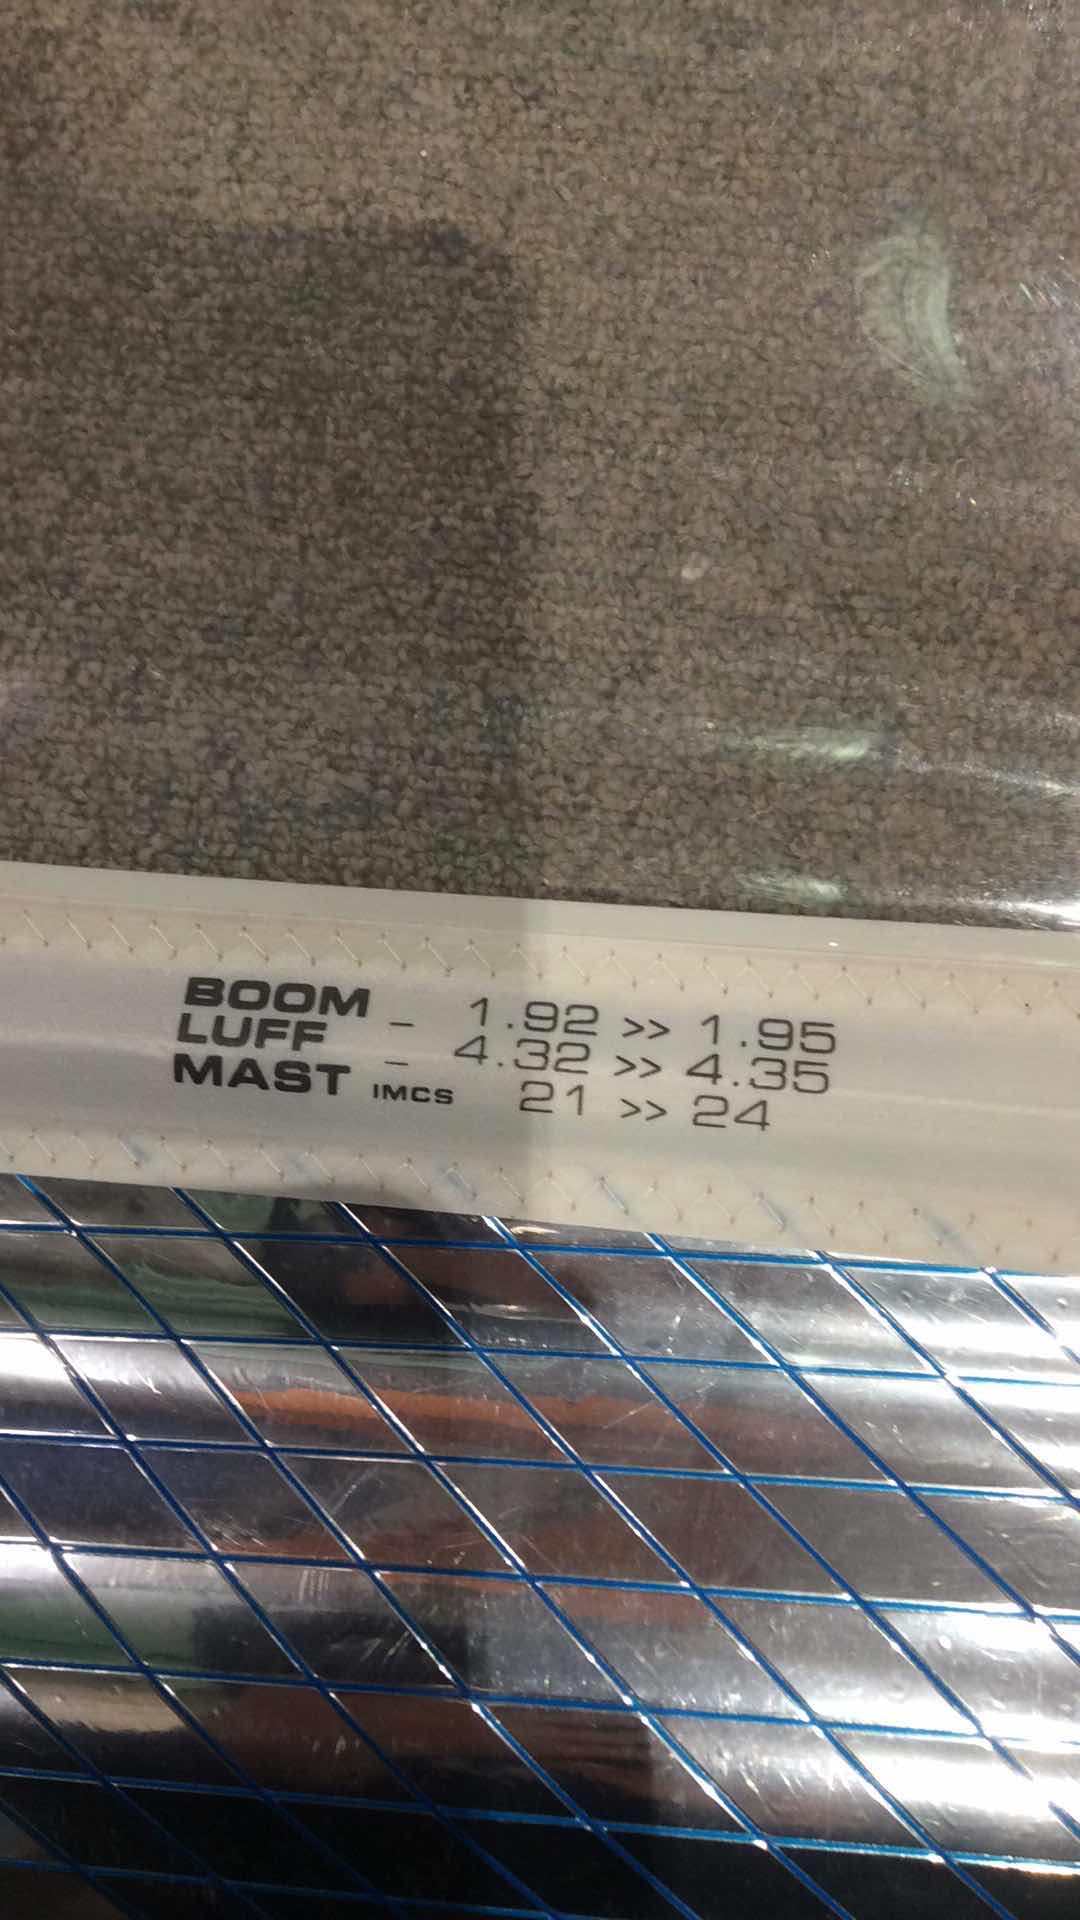 BOOM - 1.92 >> 1.95
LUFF - 4.32 >> 4.35
MAST IMCS 21 >> 24